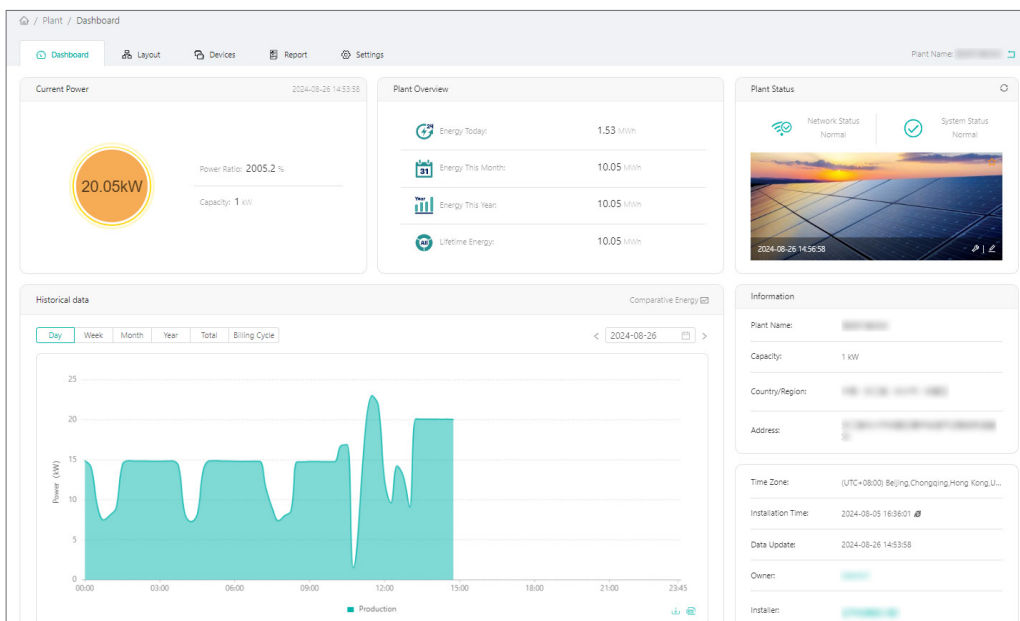 / Plant / Dashboard
Dashboard Layout Devices Report Settings
Plant Name:
Current Power 2024-08-26 14:53:58
20.05kW
Power Ratio: 2005.2 %
Capacity: 1 kW
Plant Overview
Energy Today: 1.53 MWh
31 Energy This Month: 10.05 MWh
Year Energy This Year: 10.05 MWh
All Lifetime Energy: 10.05 MWh
Plant Status
Network Status
Normal
System Status
Normal
2024-08-26 14:56:58
Historical data Comparative Energy
Day Week Month Year Total Billing Cycle
< 2024-08-26 >
Power (kW)
25
20
15
10
5
0
00:00 03:00 06:00 09:00 12:00 15:00 18:00 21:00 23:45
Production
Information
Plant Name:
Capacity: 1 kW
Country/Region:
Address:
Time Zone: (UTC+08:00) Beijing,Chongqing,Hong Kong,U...
Installation Time: 2024-08-05 16:36:01
Data Update: 2024-08-26 14:53:58
Owner:
Installer: